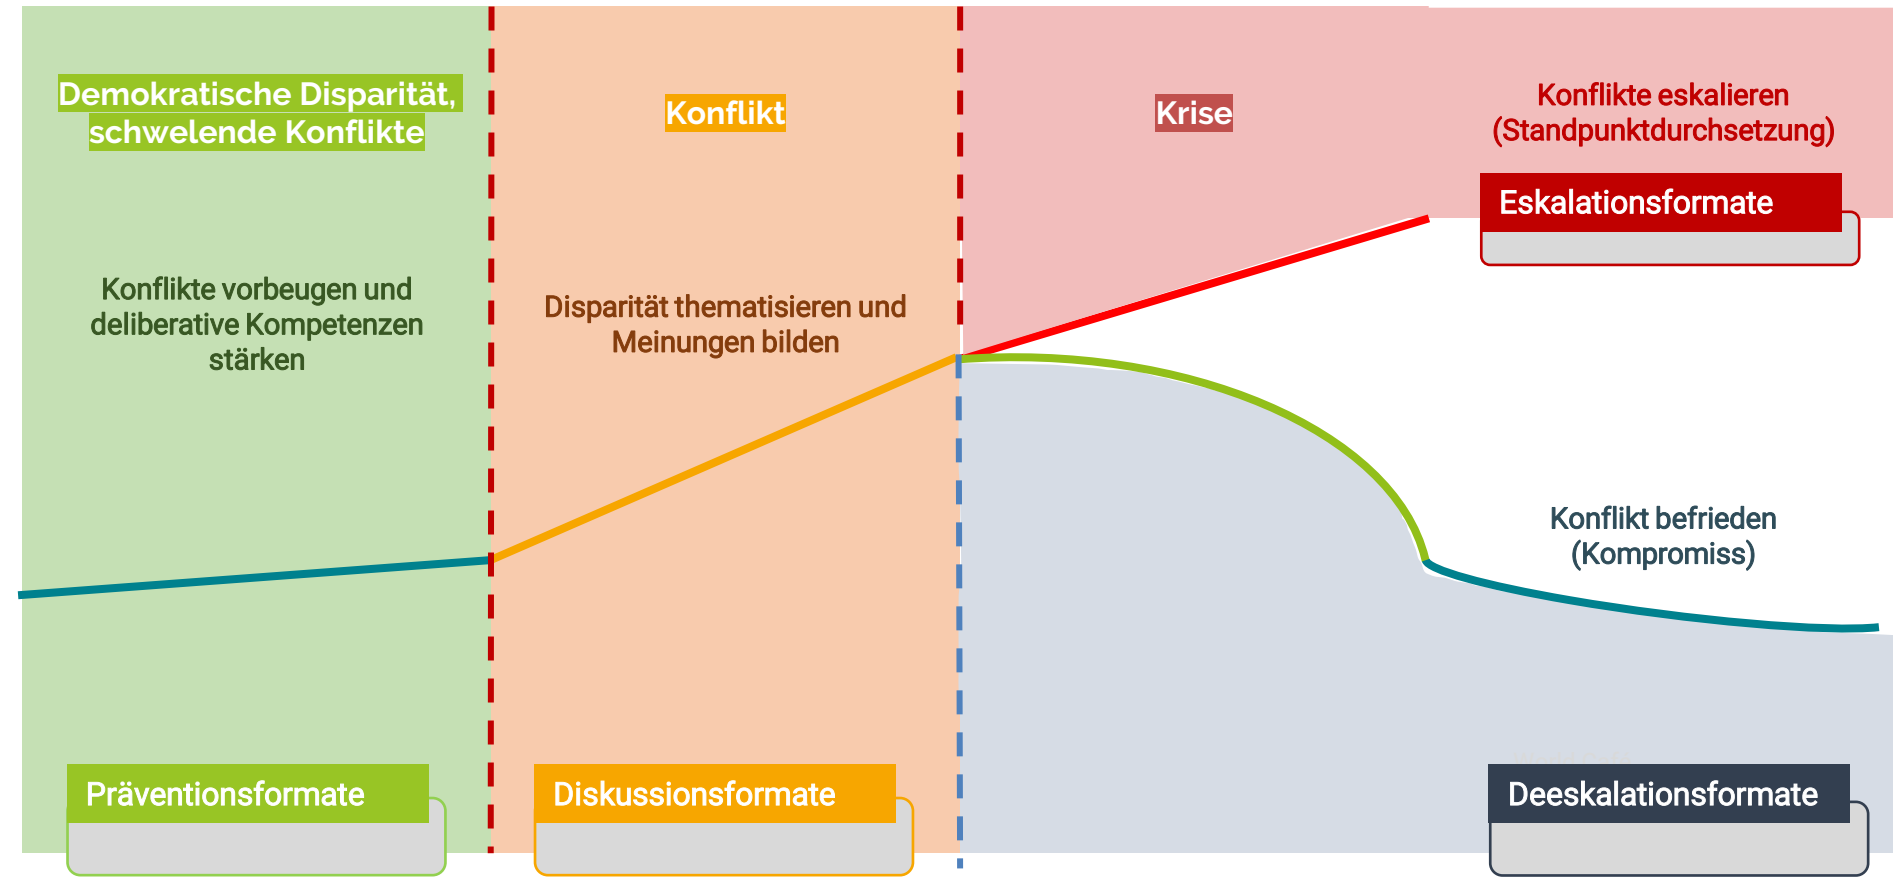 Demokratische Disparität,
schwelende Konflikte
Konflikt
Krise
Konflikte eskalieren
(Standpunktdurchsetzung)
Eskalationsformate
Konflikte vorbeugen und
deliberative Kompetenzen
stärken
Disparität thematisieren und
Meinungen bilden
Konflikt befrieden
(Kompromiss)
Präventionsformate
Diskussionsformate
Deeskalationsformate